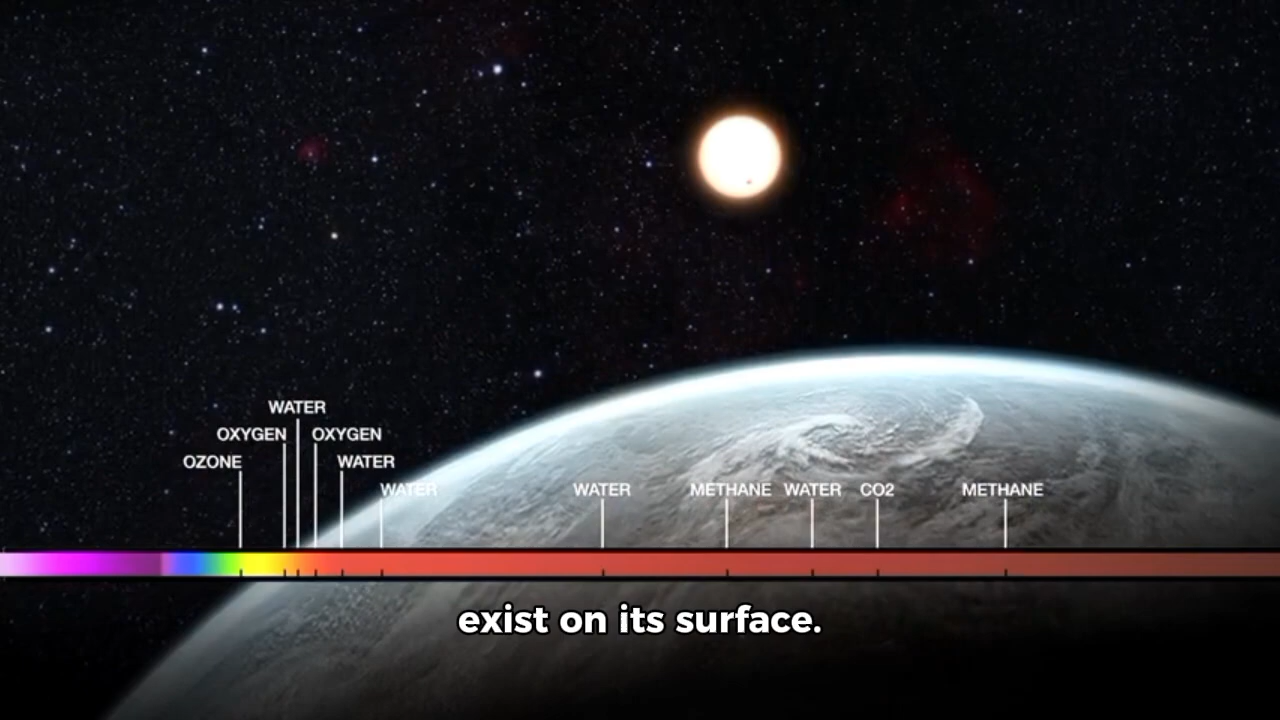 WATER
OXYGEN OXYGEN
OZONE WATER
WATER WATER METHANE WATER CO2 METHANE
exist on its surface.